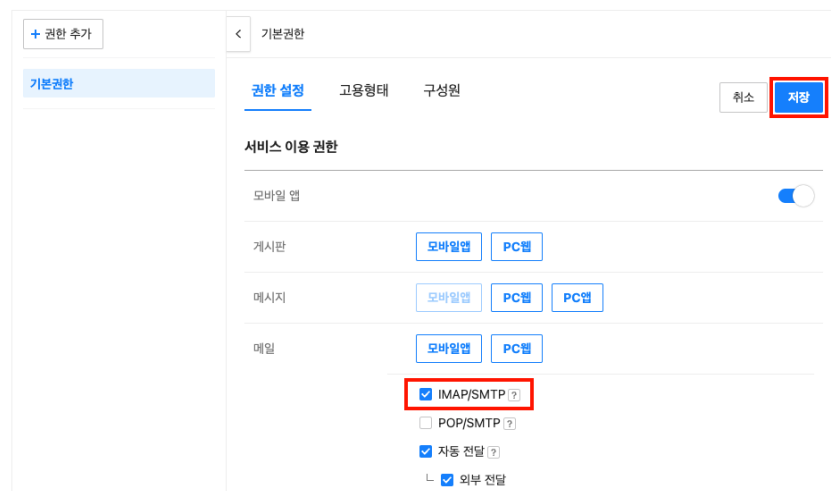 + 권한 추가
기본권한
< 기본권한
권한 설정 고용형태 구성원
취소 저장
서비스 이용 권한
모바일 앱
게시판 모바일앱 PC웹
메시지 모바일앱 PC웹 PC앱
메일 모바일앱 PC웹
IMAP/SMTP ?
POP/SMTP ?
자동 전달 ?
외부 전달